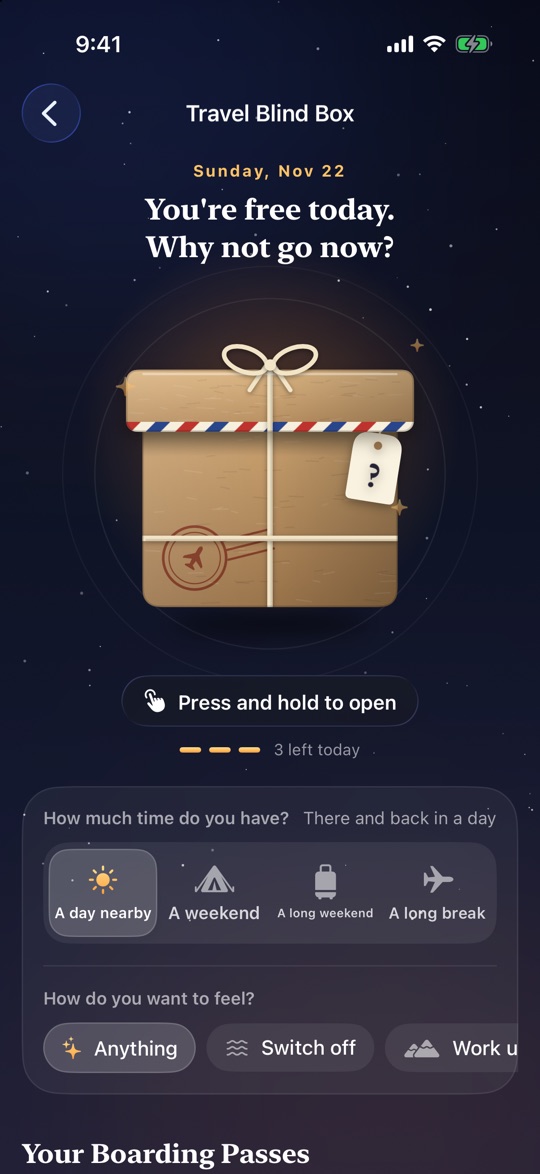 9:41
Travel Blind Box
Sunday, Nov 22
You're free today.
Why not go now?
?
Press and hold to open
3 left today
How much time do you have? There and back in a day
A day nearby A weekend A long weekend A long break
How do you want to feel?
Anything Switch off Work u
Your Boarding Passes